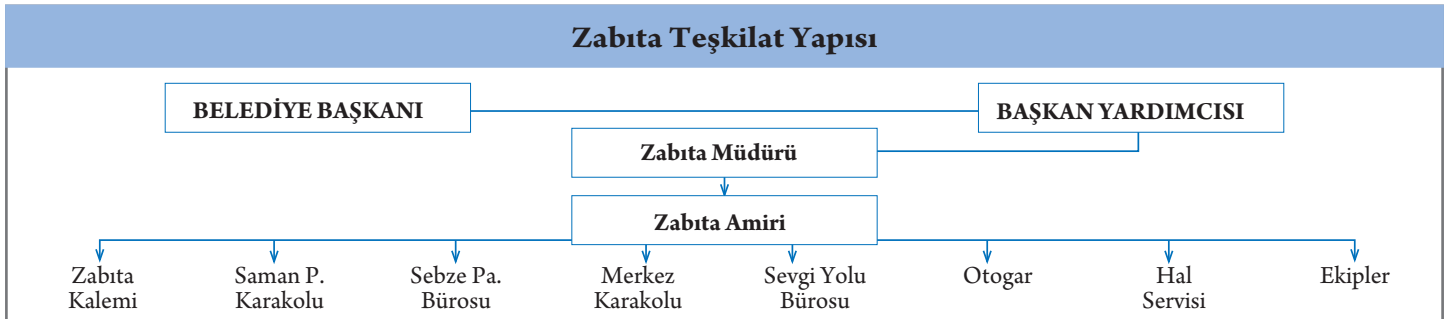 Zabıta Teşkilat Yapısı
BELEDİYE BAŞKANI
BAŞKAN YARDIMCISI
Zabıta Müdürü
Zabıta Amiri
Zabıta
Kalemi
Saman P.
Karakolu
Sebze Pa.
Bürosu
Merkez
Karakolu
Sevgi Yolu
Bürosu
Otogar
Hal
Servisi
Ekipler